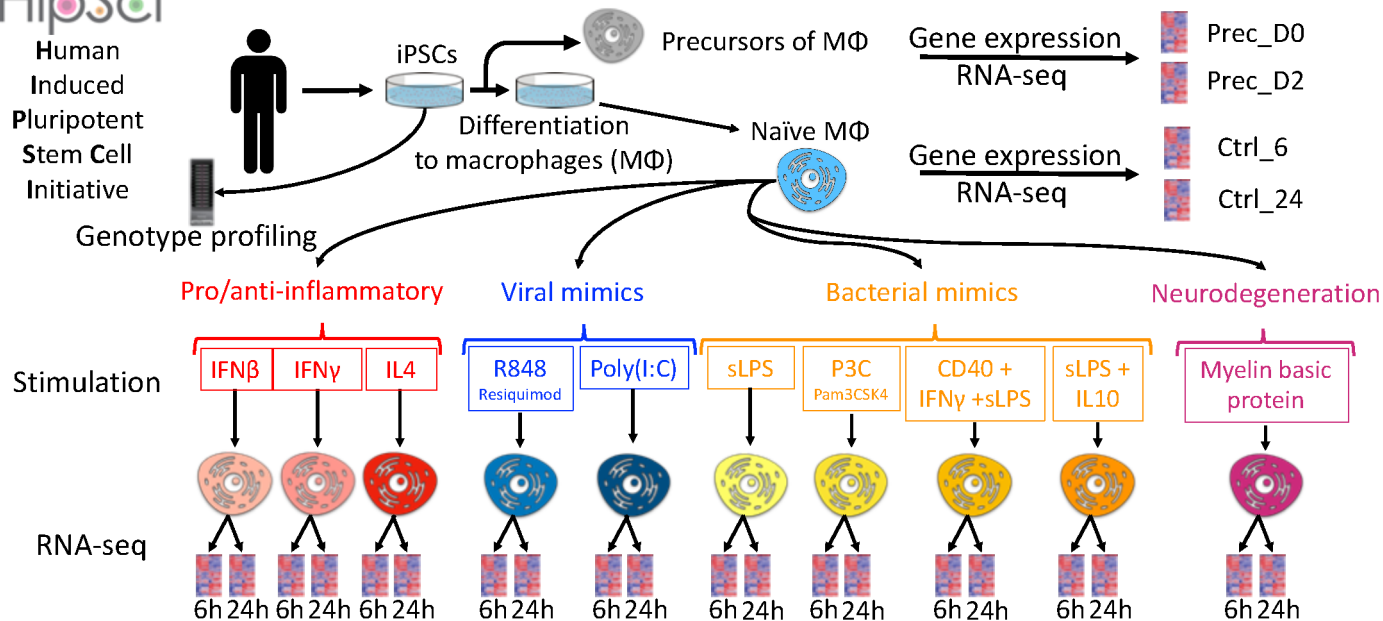 Hipsci
Human
Induced
Pluripotent
Stem Cell
Initiative
iPSCs
Precursors of MΦ
Differentiation
to macrophages (MΦ)
Naïve MΦ
Genotype profiling
Gene expression
RNA-seq
Prec_D0
Prec_D2
Gene expression
RNA-seq
Ctrl_6
Ctrl_24
Pro/anti-inflammatory
Viral mimics
Bacterial mimics
Neurodegeneration
Stimulation
IFNβ
IFNγ
IL4
R848
Resiquimod
Poly(I:C)
sLPS
P3C
Pam3CSK4
CD40 +
IFNγ +sLPS
sLPS +
IL10
Myelin basic
protein
RNA-seq
6h 24h 6h 24h 6h 24h 6h 24h 6h 24h 6h 24h 6h 24h 6h 24h 6h 24h 6h 24h